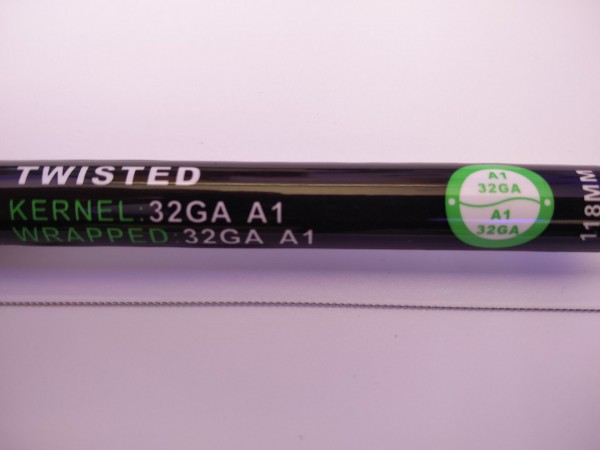 TWISTED
KERNEL:32GA A1
WRAPPED:32GA A1
A1
32GA
A1
32GA
118MM